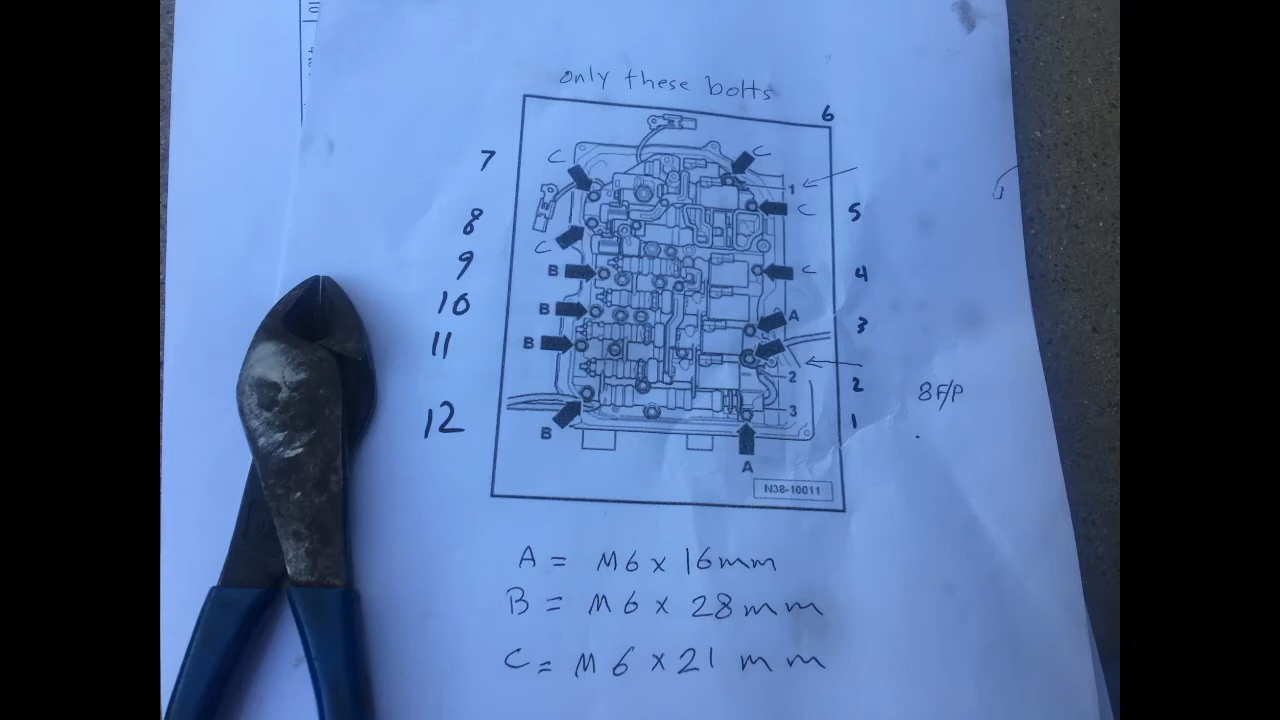 only these bolts
6
7 C C
1
8 C 5
C
9 B C 4
10 B A 3
11 B
2 2 8 F/P
12 3 1
B
A
N38-10011
A = M6 x 16mm
B = M6 x 28mm
C = M6 x 21 mm